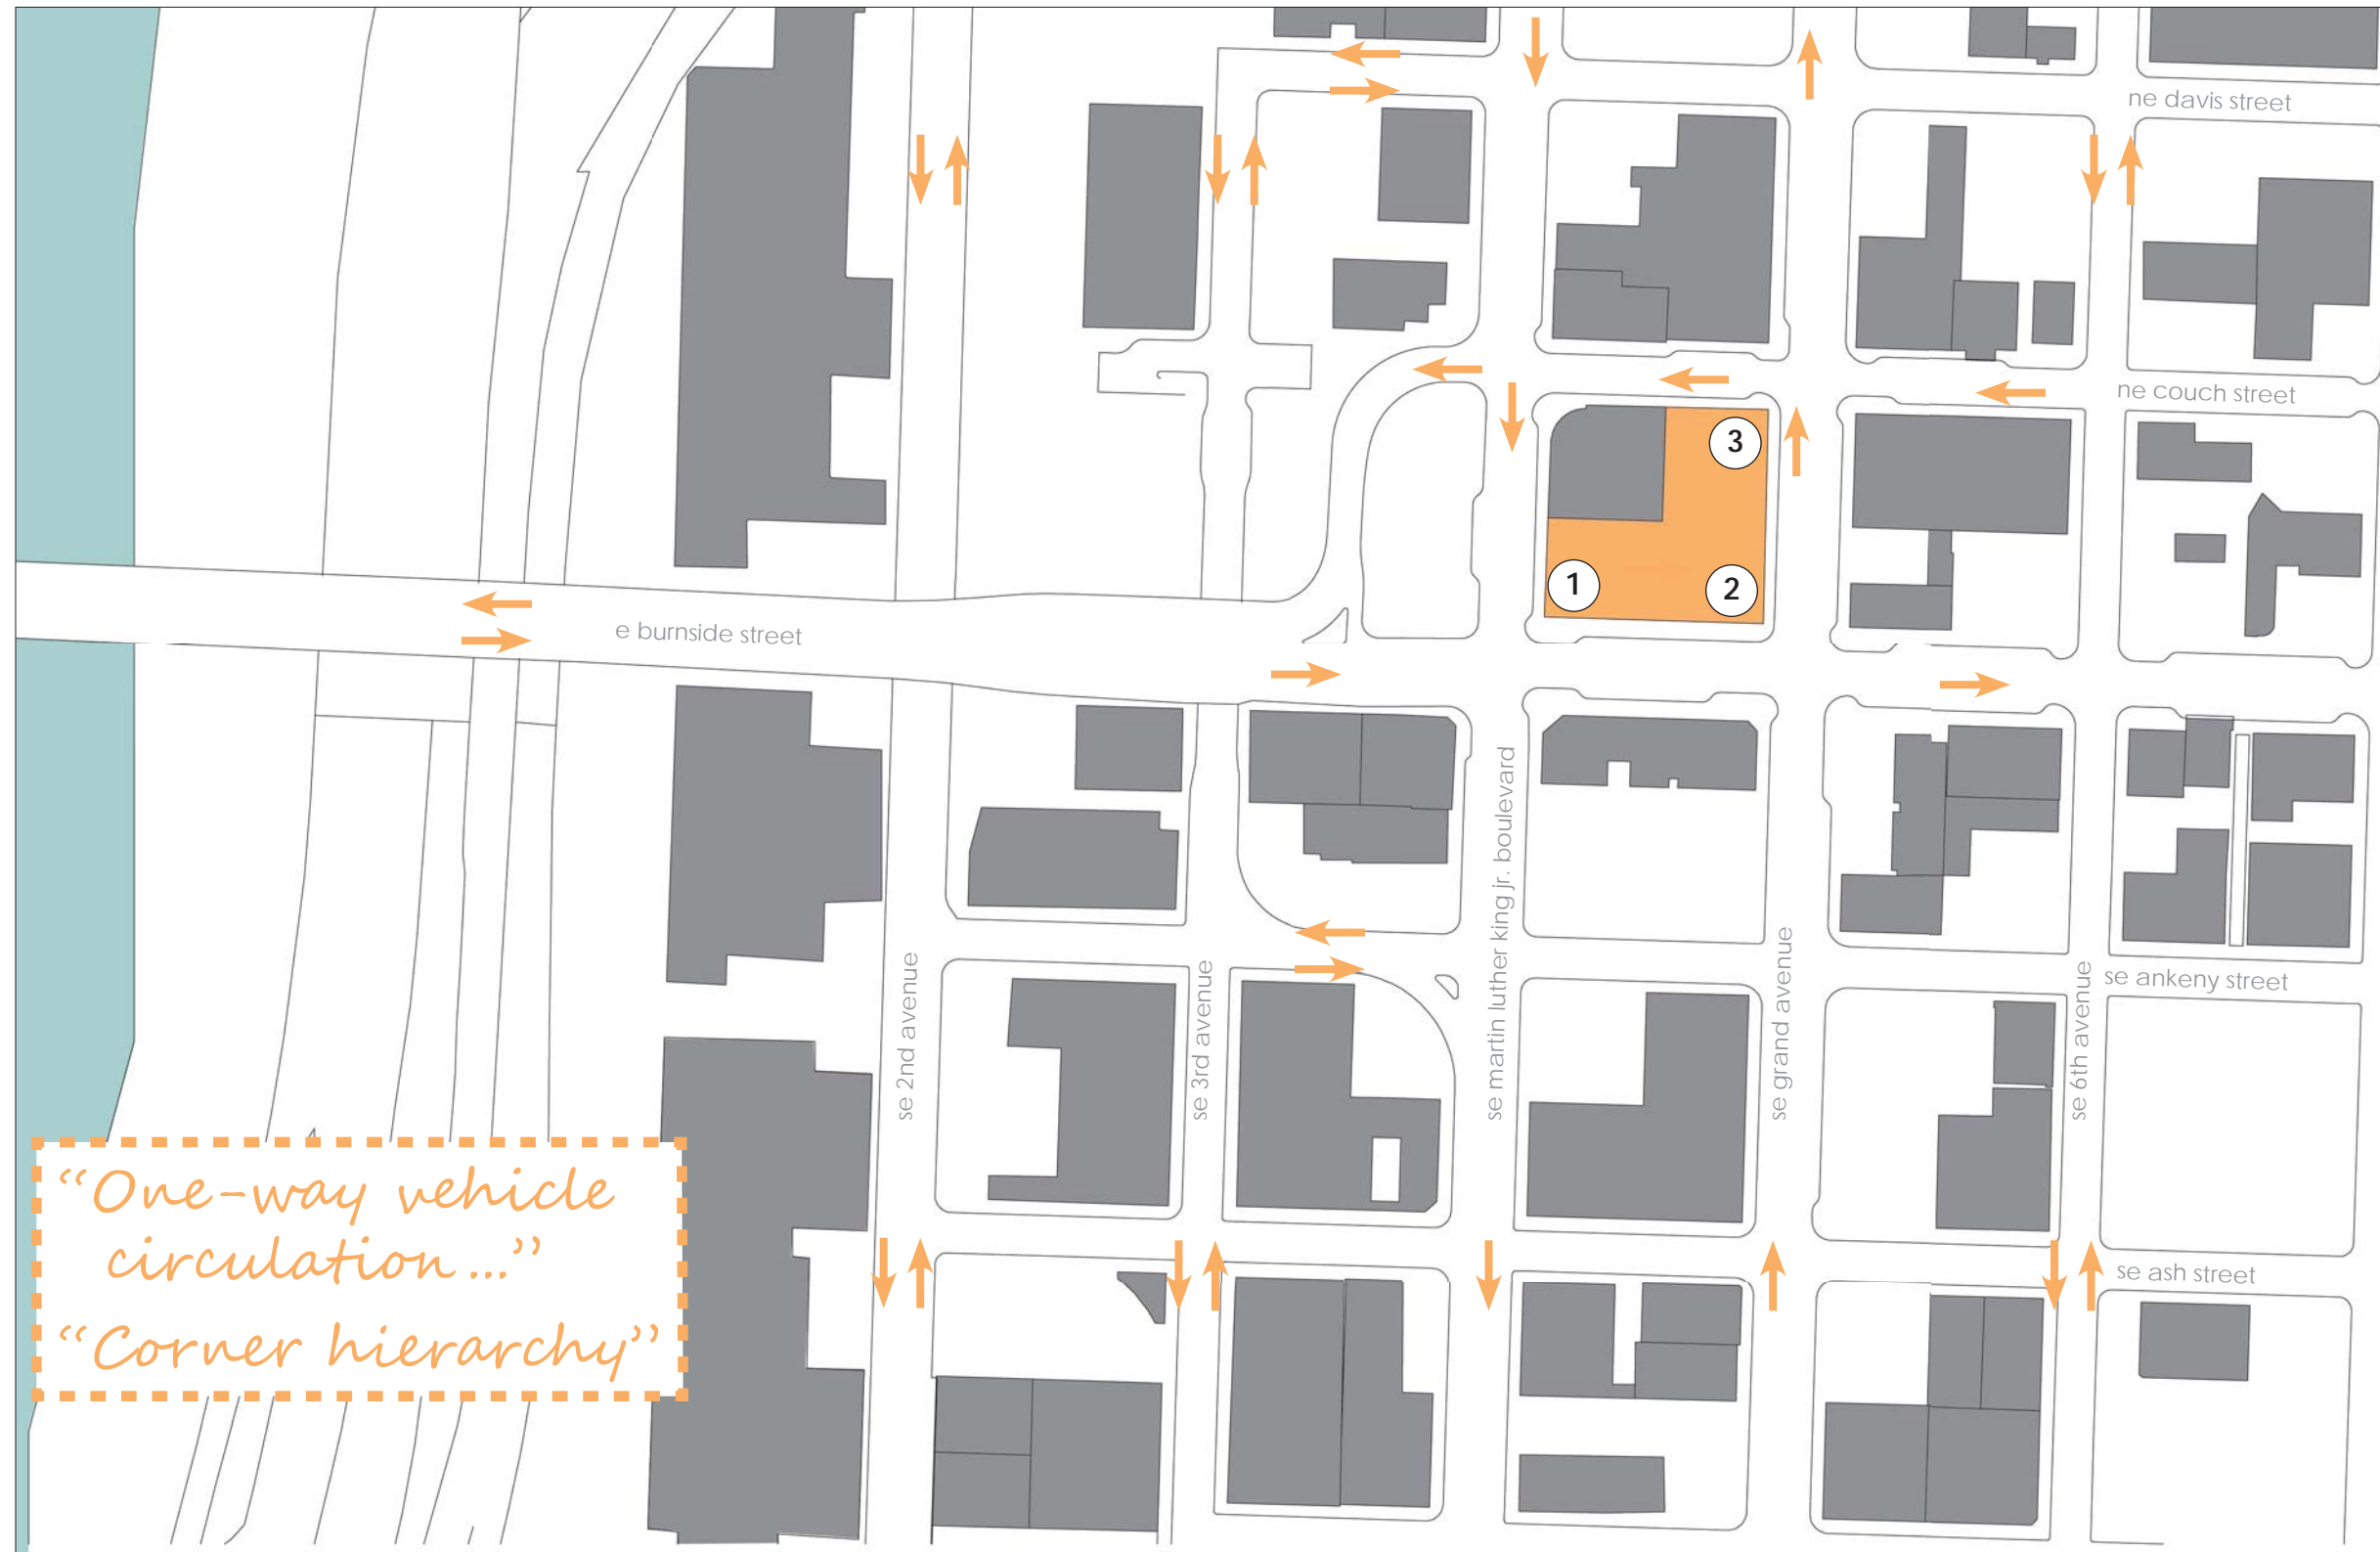 ne davis street
ne couch street
3
1
2
e burnside street
se martin luther king jr. boulevard
se grand avenue
se 2nd avenue
se 3rd avenue
se 6th avenue
se ankeny street
“One-way vehicle
circulation...”
“Corner hierarchy”
se ash street